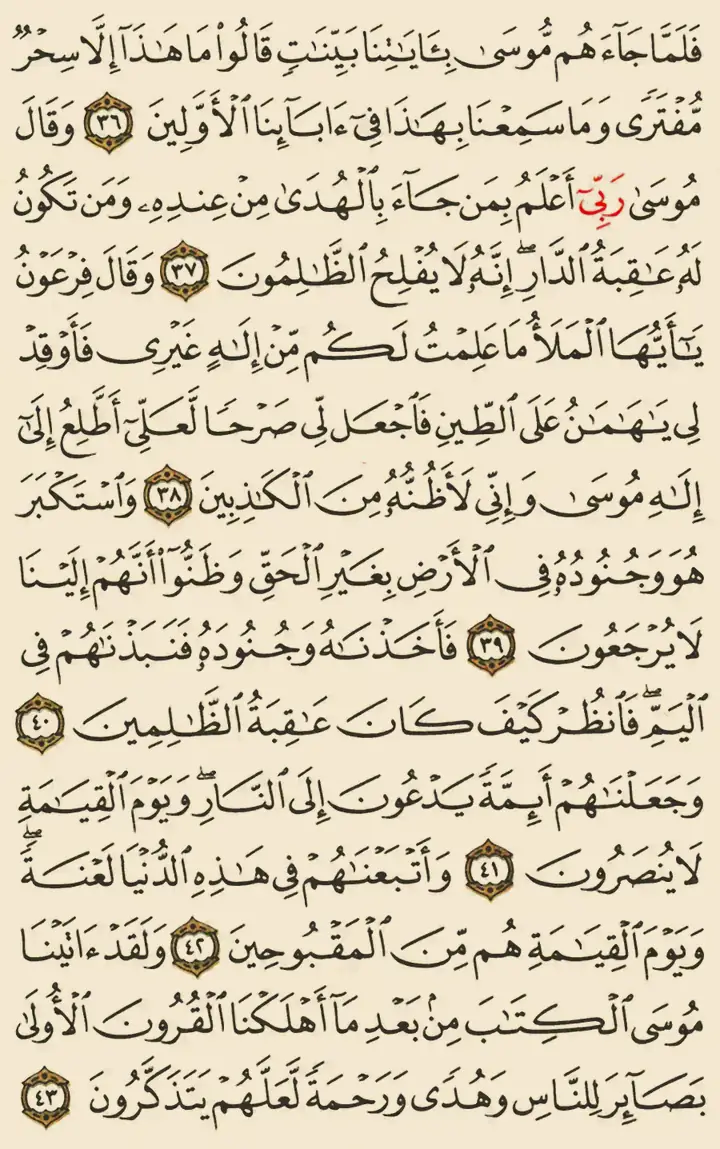 فَلَمَّا جَآءَهُم مُّوسَىٰ بِـَٔايَـٰتِنَا بَيِّنَـٰتٍ قَالُوا۟ مَا هَـٰذَآ إِلَّا سِحْرٌ
مُّفْتَرًى وَمَا سَمِعْنَا بِهَـٰذَا فِىٓ ءَابَآئِنَا ٱلْأَوَّلِينَ ٣٦ وَقَالَ
مُوسَىٰ رَبِّىٓ أَعْلَمُ بِمَن جَآءَ بِٱلْهُدَىٰ مِنْ عِندِهِۦ وَمَن تَكُونُ
لَهُۥ عَـٰقِبَةُ ٱلدَّارِ ۖ إِنَّهُۥ لَا يُفْلِحُ ٱلظَّـٰلِمُونَ ٣٧ وَقَالَ فِرْعَوْنُ
يَـٰٓأَيُّهَا ٱلْمَلَأُ مَا عَلِمْتُ لَكُم مِّنْ إِلَـٰهٍ غَيْرِى فَأَوْقِدْ
لِى يَـٰهَـٰمَـٰنُ عَلَى ٱلطِّينِ فَٱجْعَل لِّى صَرْحًا لَّعَلِّىٓ أَطَّلِعُ إِلَىٰٓ
إِلَـٰهِ مُوسَىٰ وَإِنِّى لَأَظُنُّهُۥ مِنَ ٱلْكَـٰذِبِينَ ٣٨ وَٱسْتَكْبَرَ
هُوَ وَجُنُودُهُۥ فِى ٱلْأَرْضِ بِغَيْرِ ٱلْحَقِّ وَظَنُّوٓا۟ أَنَّهُمْ إِلَيْنَا
لَا يُرْجَعُونَ ٣٩ فَأَخَذْنَـٰهُ وَجُنُودَهُۥ فَنَبَذْنَـٰهُمْ فِى
ٱلْيَمِّ ۖ فَٱنظُرْ كَيْفَ كَانَ عَـٰقِبَةُ ٱلظَّـٰلِمِينَ ٤٠
وَجَعَلْنَـٰهُمْ أَئِمَّةً يَدْعُونَ إِلَى ٱلنَّارِ ۖ وَيَوْمَ ٱلْقِيَـٰمَةِ
لَا يُنصَرُونَ ٤١ وَأَتْبَعْنَـٰهُمْ فِى هَـٰذِهِ ٱلدُّنْيَا لَعْنَةً ۖ
وَيَوْمَ ٱلْقِيَـٰمَةِ هُم مِّنَ ٱلْمَقْبُوحِينَ ٤٢ وَلَقَدْ ءَاتَيْنَا
مُوسَى ٱلْكِتَـٰبَ مِنۢ بَعْدِ مَآ أَهْلَكْنَا ٱلْقُرُونَ ٱلْأُولَىٰ
بَصَآئِرَ لِلنَّاسِ وَهُدًى وَرَحْمَةً لَّعَلَّهُمْ يَتَذَكَّرُونَ ٤٣